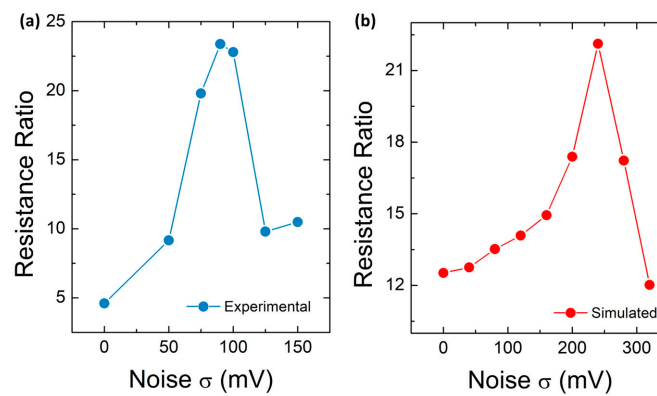 (a)
25
20
15
10
5
Resistance Ratio
Experimental
0 50 100 150
Noise σ (mV)
(b)
21
18
15
12
Resistance Ratio
Simulated
0 100 200 300
Noise σ (mV)